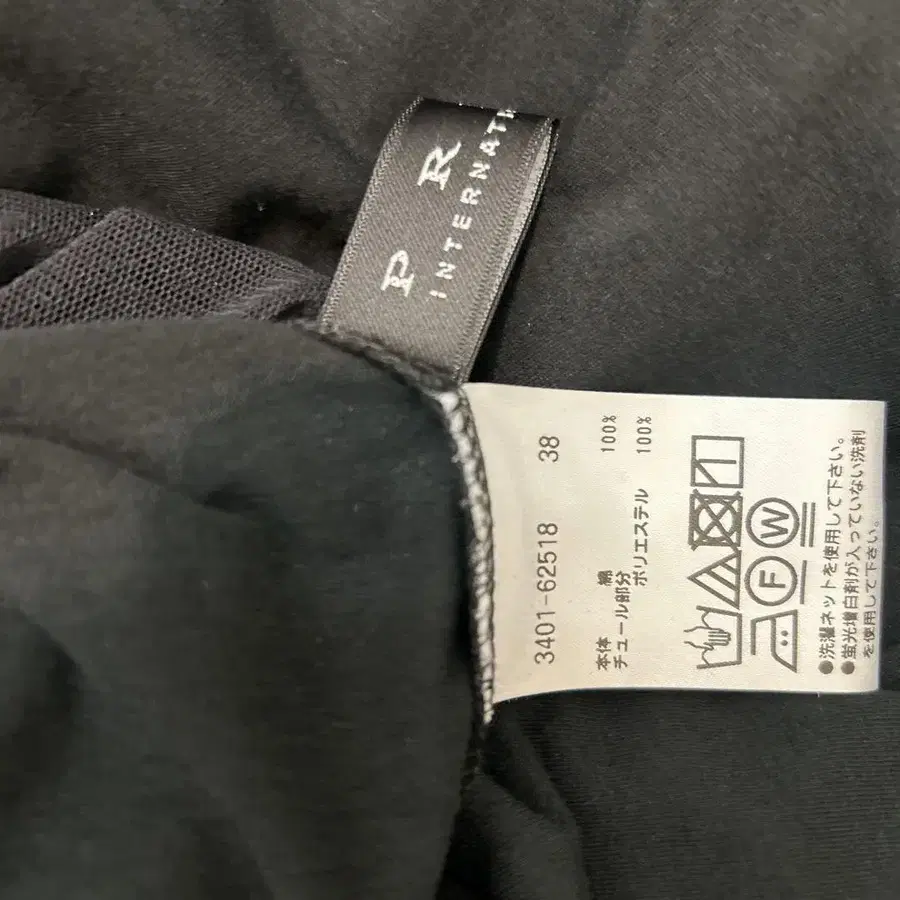 P R
INTERNAT
3401-62518 38
本体 綿 100%
チュール部分
ポリエステル 100%
W
F
●洗濯ネットを使用して下さい。
●蛍光増白剤が入っていない洗剤
を使用して下さい。